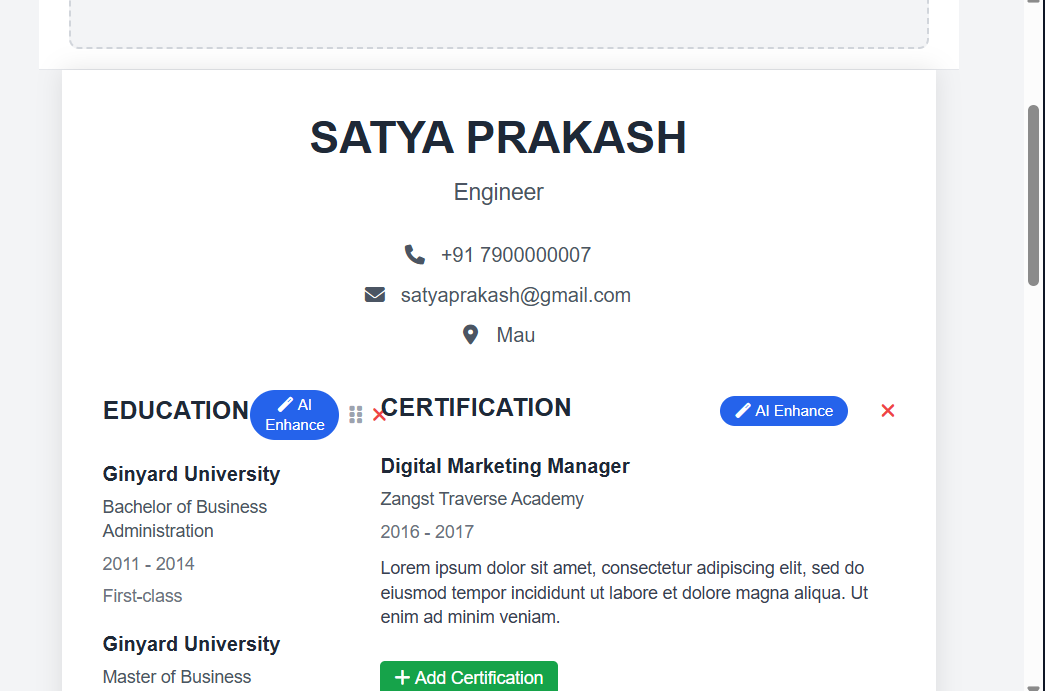 SATYA PRAKASH
Engineer
+91 7900000007
satyaprakash@gmail.com
Mau
EDUCATION
AI
Enhance
Ginyard University
Bachelor of Business
Administration
2011 - 2014
First-class
Ginyard University
Master of Business
CERTIFICATION
AI Enhance
Digital Marketing Manager
Zangst Traverse Academy
2016 - 2017
Lorem ipsum dolor sit amet, consectetur adipiscing elit, sed do
eiusmod tempor incididunt ut labore et dolore magna aliqua. Ut
enim ad minim veniam.
Add Certification